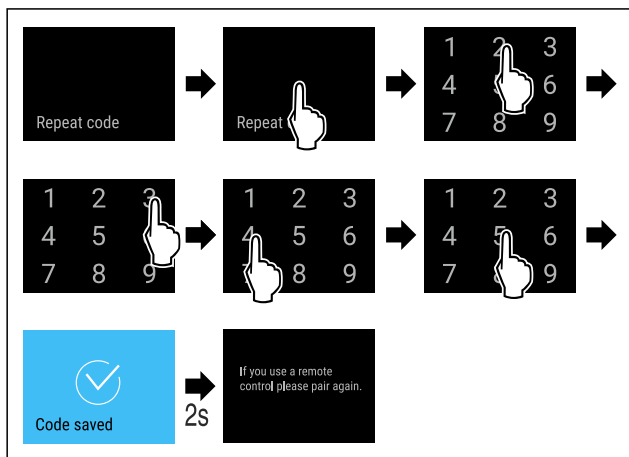 Repeat code
Repeat
1 2 3
4 6
7 8 9
1 2 3
4 5
7 8 9
1 2 3
4 5 6
8 9
1 2 3
4 5 6
7 9
Code saved
2s
If you use a remote
control please pair again.